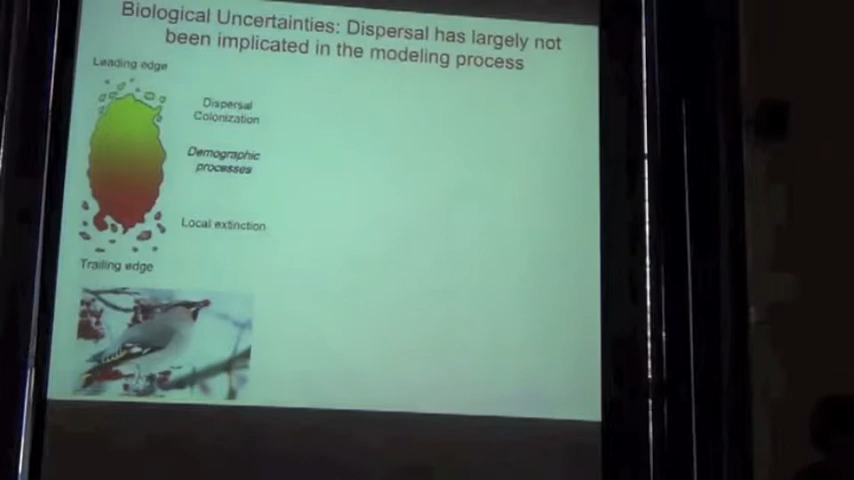 Biological Uncertainties: Dispersal has largely not
been implicated in the modeling process
Leading edge
Dispersal
Colonization
Demographic
processes
Local extinction
Trailing edge